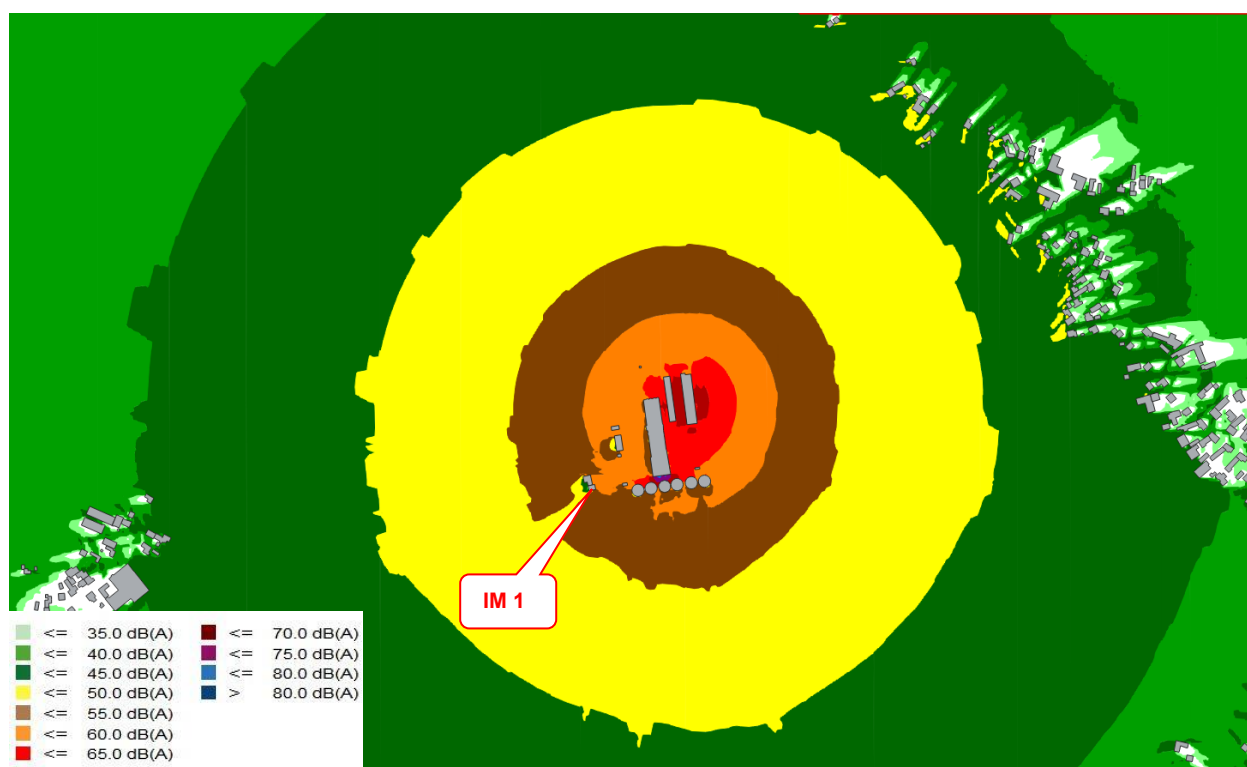 IM 1
<= 35.0 dB(A)
<= 40.0 dB(A)
<= 45.0 dB(A)
<= 50.0 dB(A)
<= 55.0 dB(A)
<= 60.0 dB(A)
<= 65.0 dB(A)
<= 70.0 dB(A)
<= 75.0 dB(A)
<= 80.0 dB(A)
> 80.0 dB(A)